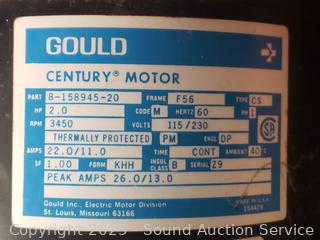 GOULD
CENTURY® MOTOR
PART 8-158945-20 FRAME F56 TYPE CS
HP 2.0 CODE M HERTZ 60 PH 1
RPM 3450 VOLTS 115/230
THERMALLY PROTECTED PM ENCL DP
AMPS 22.0/11.0 TIME CONT AMBIENT 40°C
SF 1.00 FORM KHH INSUL CLASS B SERIAL Z9
PEAK AMPS 26.0/13.0
Gould Inc., Electric Motor Division
St. Louis, Missouri 63166
MADE IN U.S.A.
154476
Copyright 2023 Sound Auction Service